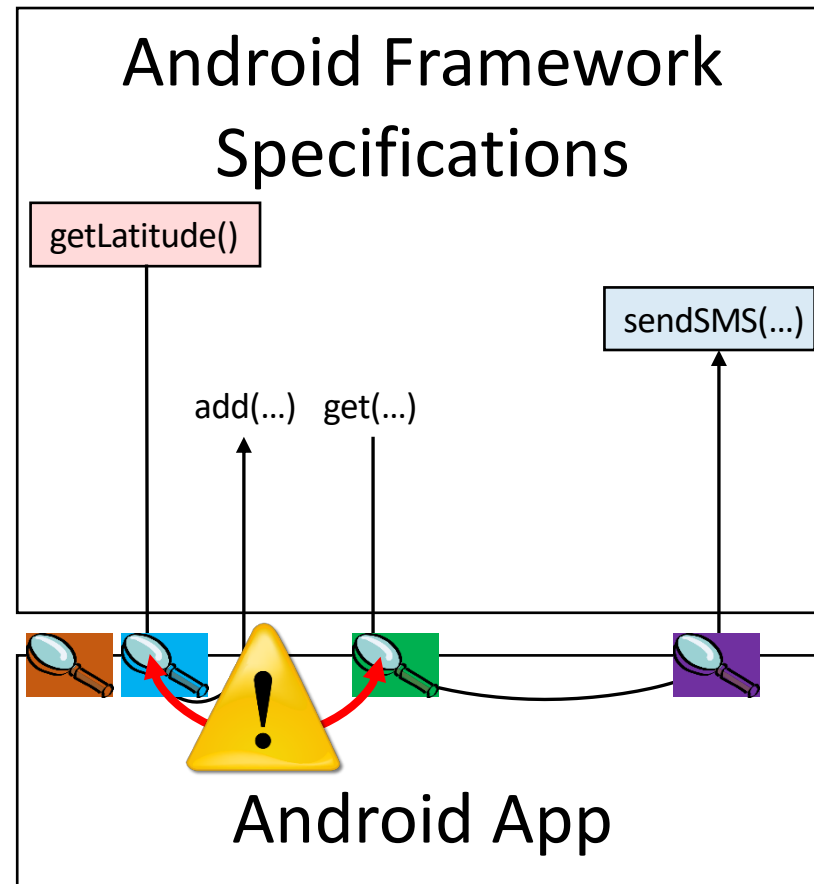 Android Framework
Specifications
getLatitude()
sendSMS(…)
add(…) get(…)
!
Android App